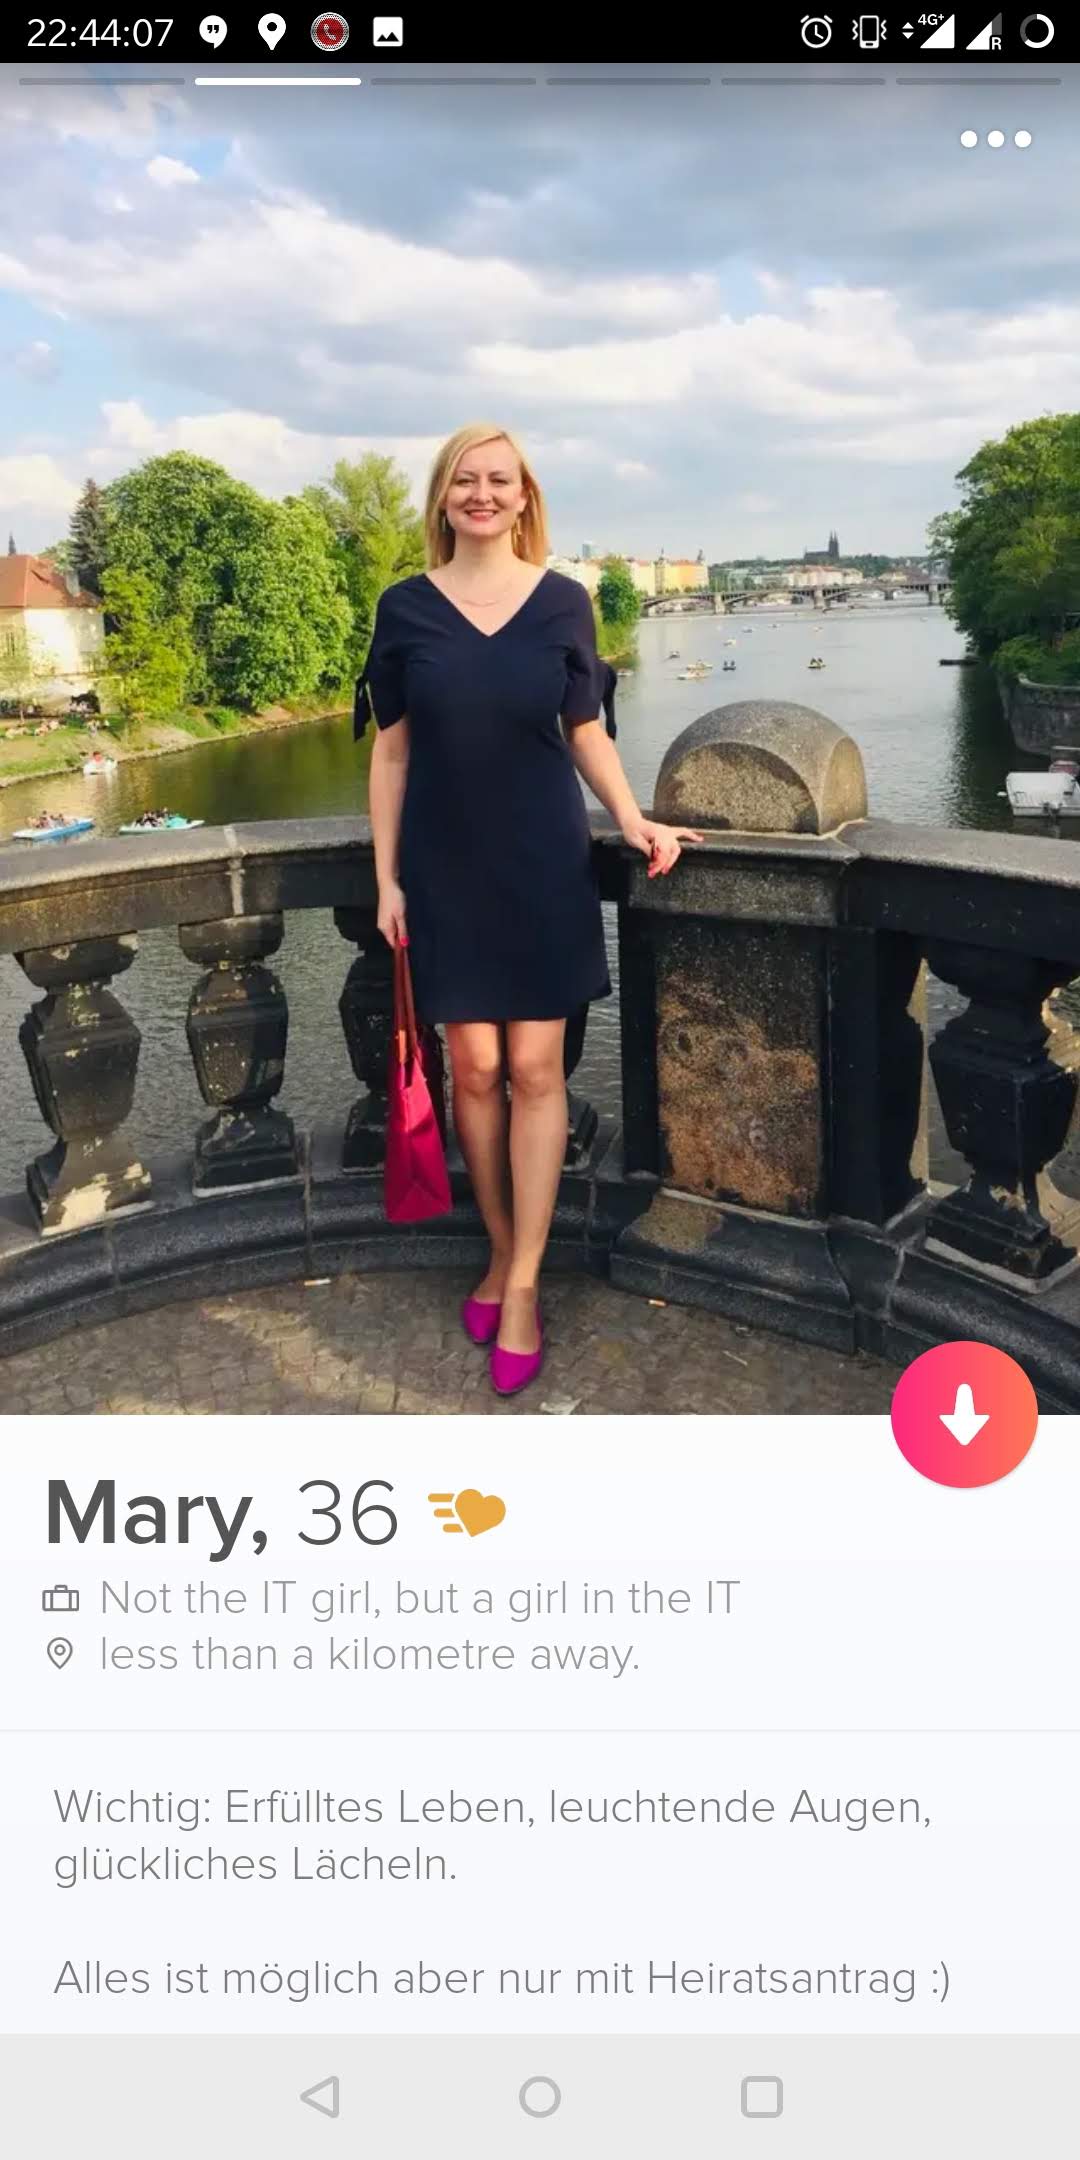 22:44:07
4G+
R
Mary, 36
Not the IT girl, but a girl in the IT
less than a kilometre away.
Wichtig: Erfülltes Leben, leuchtende Augen,
glückliches Lächeln.
Alles ist möglich aber nur mit Heiratsantrag :)